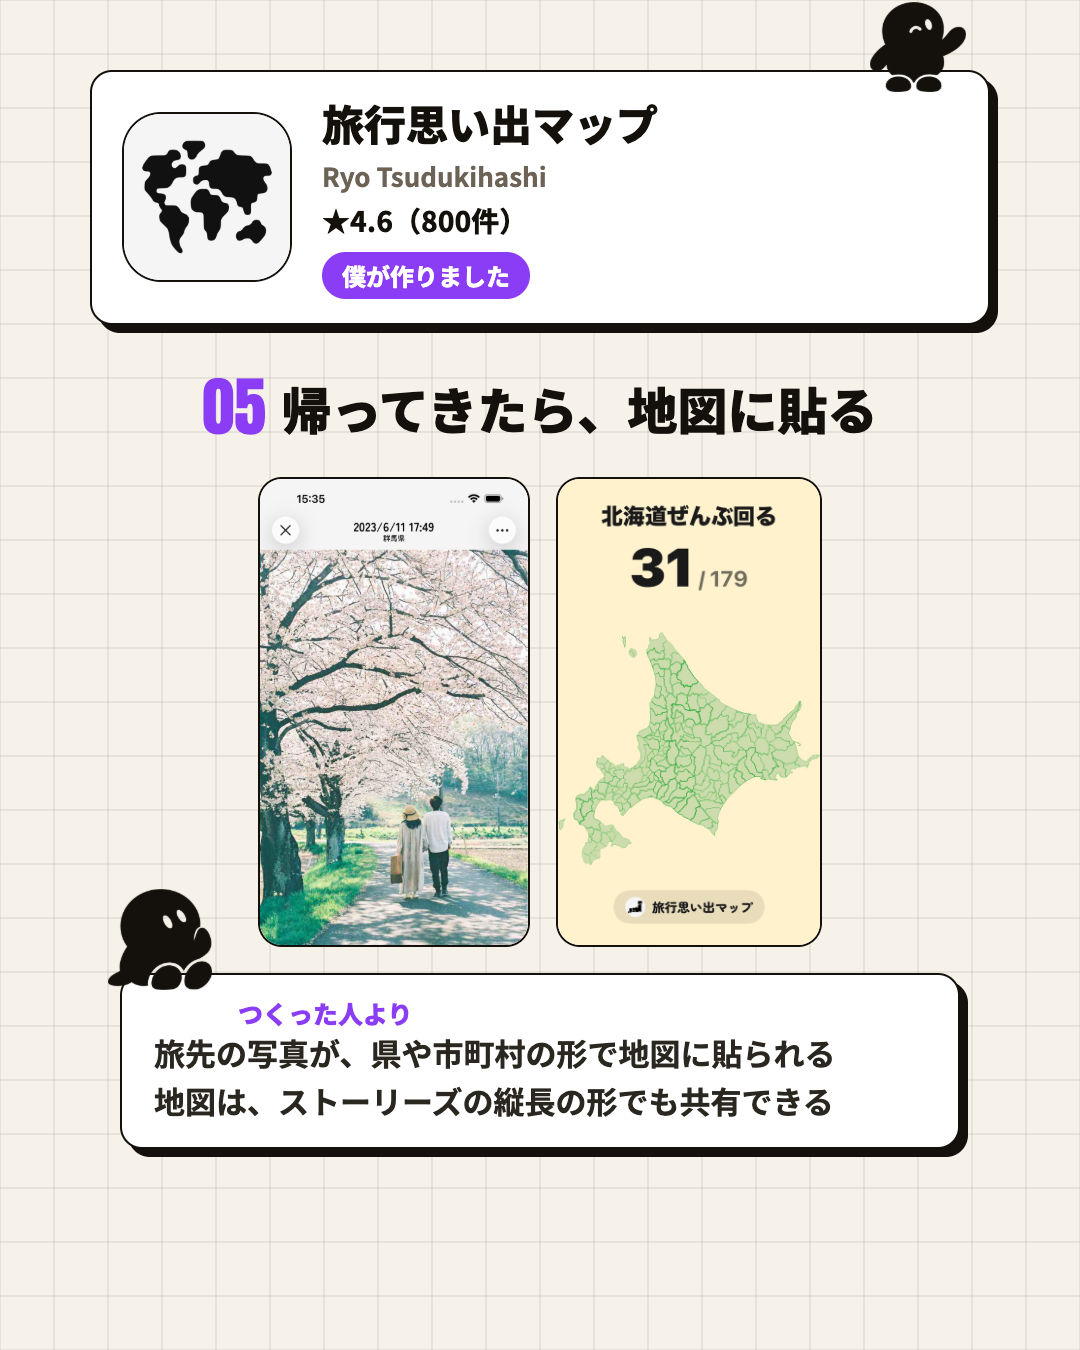 旅行思い出マップ
Ryo Tsudukihashi
★4.6（800件）
僕が作りました
05 帰ってきたら、地図に貼る
15:35
2023/6/11 17:49
群馬県
北海道ぜんぶ回る
31 / 179
旅行思い出マップ
つくった人より
旅先の写真が、県や市町村の形で地図に貼られる
地図は、ストーリーズの縦長の形でも共有できる